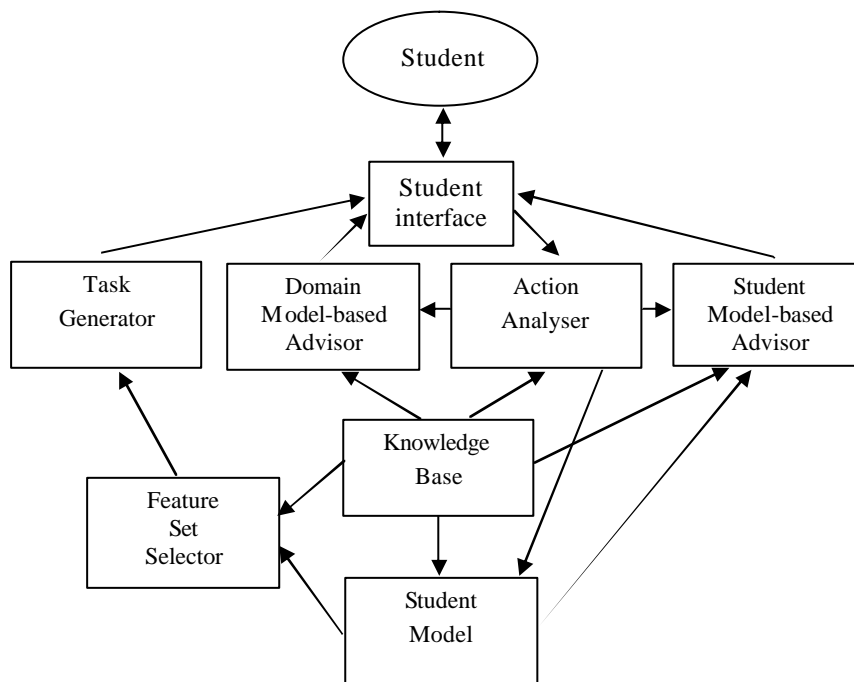 Student
Student
interface
Task
Generator
Domain
Model-based
Advisor
Action
Analyser
Student
Model-based
Advisor
Knowledge
Base
Feature
Set
Selector
Student
Model